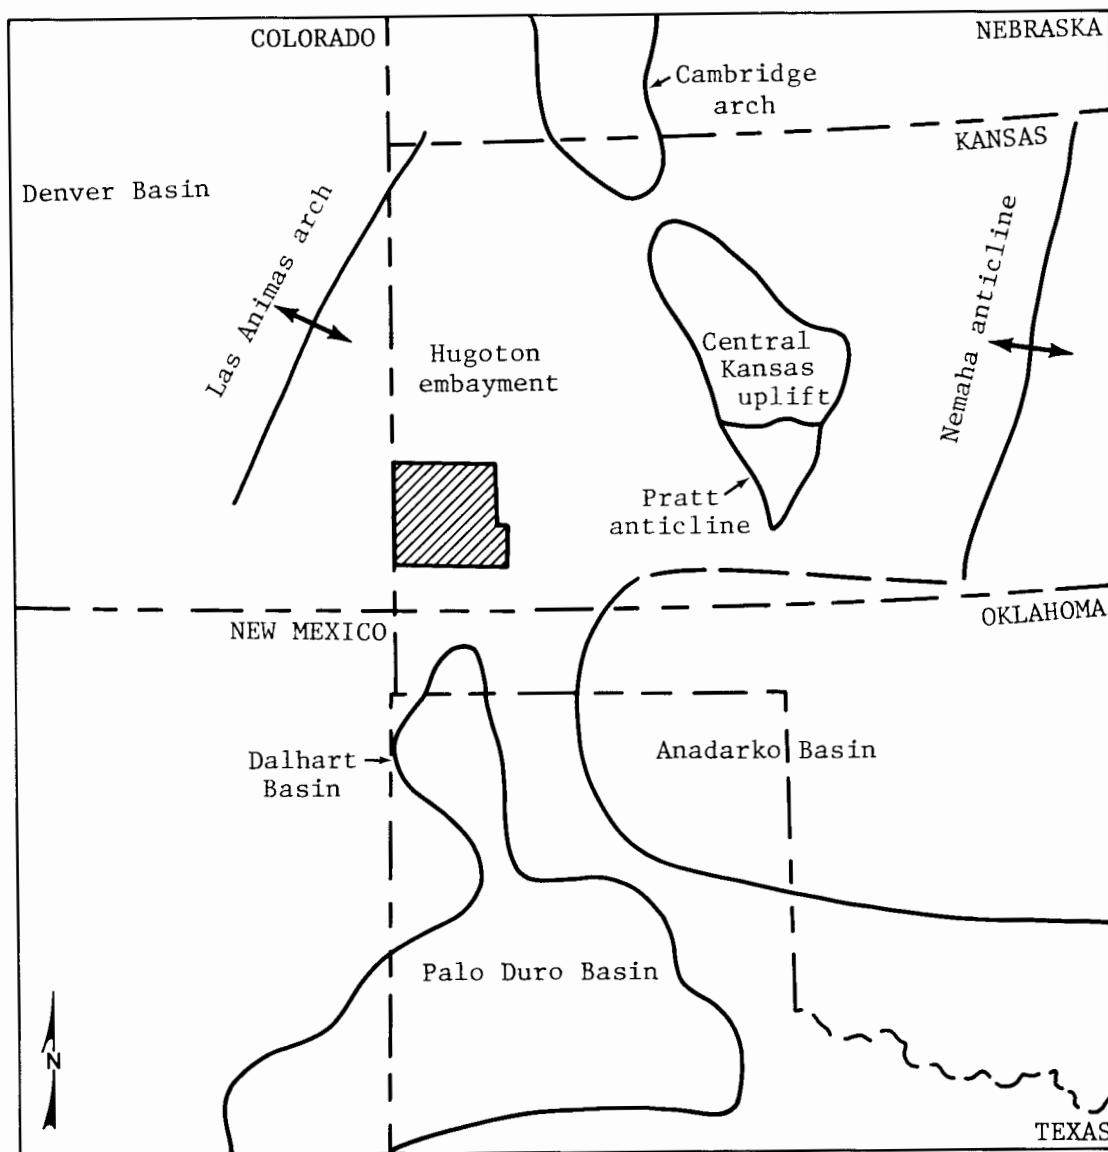 COLORADO
NEBRASKA
Cambridge
arch
KANSAS
Denver Basin
Las Animas arch
Nemaha anticline
Hugoton
embayment
Central
Kansas
uplift
Pratt
anticline
NEW MEXICO
OKLAHOMA
Dalhart
Basin
Anadarko Basin
Palo Duro Basin
N
TEXAS